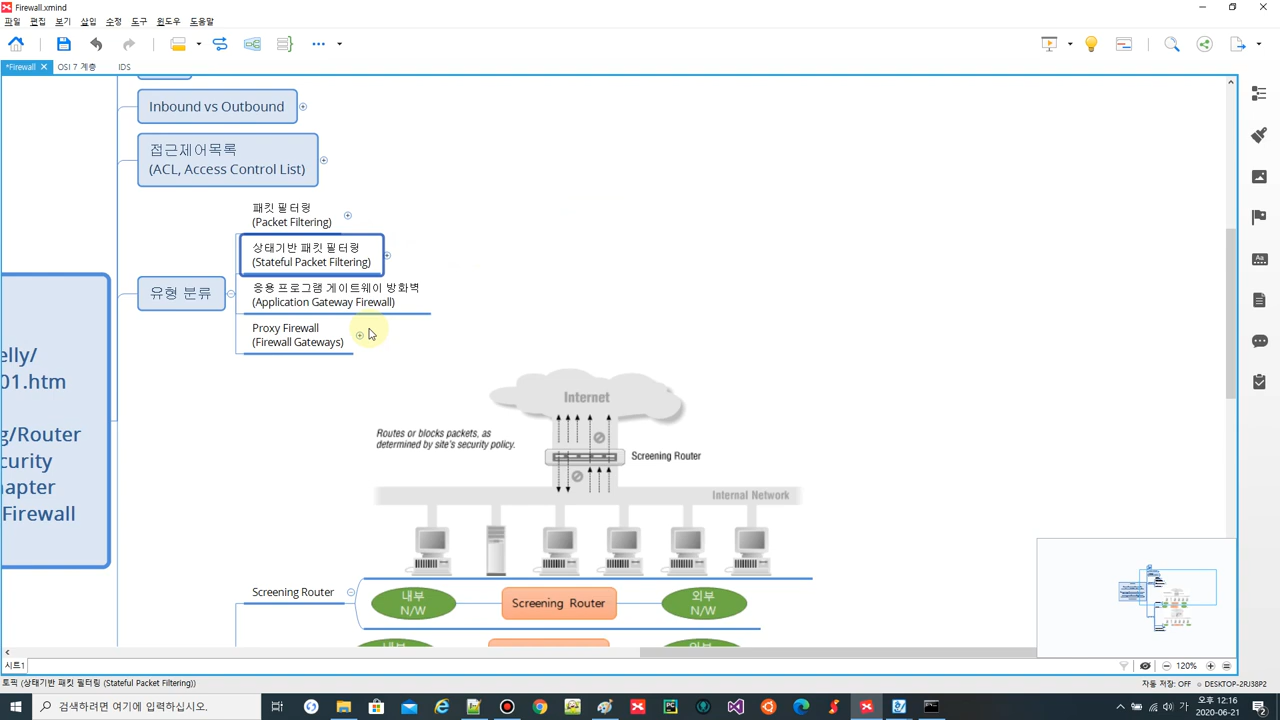 Firewall.xmind
파일 편집 보기 삽입 수정 도구 윈도우 도움말
*Firewall OSI 7 계층 IDS
Inbound vs Outbound
접근제어목록
(ACL, Access Control List)
패킷 필터링
(Packet Filtering)
상태기반 패킷 필터링
(Stateful Packet Filtering)
유형 분류
응용 프로그램 게이트웨이 방화벽
(Application Gateway Firewall)
Proxy Firewall
(Firewall Gateways)
elly/
01.htm
g/Router
curity
hapter
Firewall
Internet
Routes or blocks packets, as
determined by site's security policy.
Screening Router
Internal Network
Screening Router
내부
N/W
Screening Router
외부
N/W
시트1
120%
토픽 (상태기반 패킷 필터링 (Stateful Packet Filtering))
자동 저장: OFF
DESKTOP-2RJ38P2
검색하려면 여기에 입력하십시오.
가
오후 12:16
2020-06-21
2